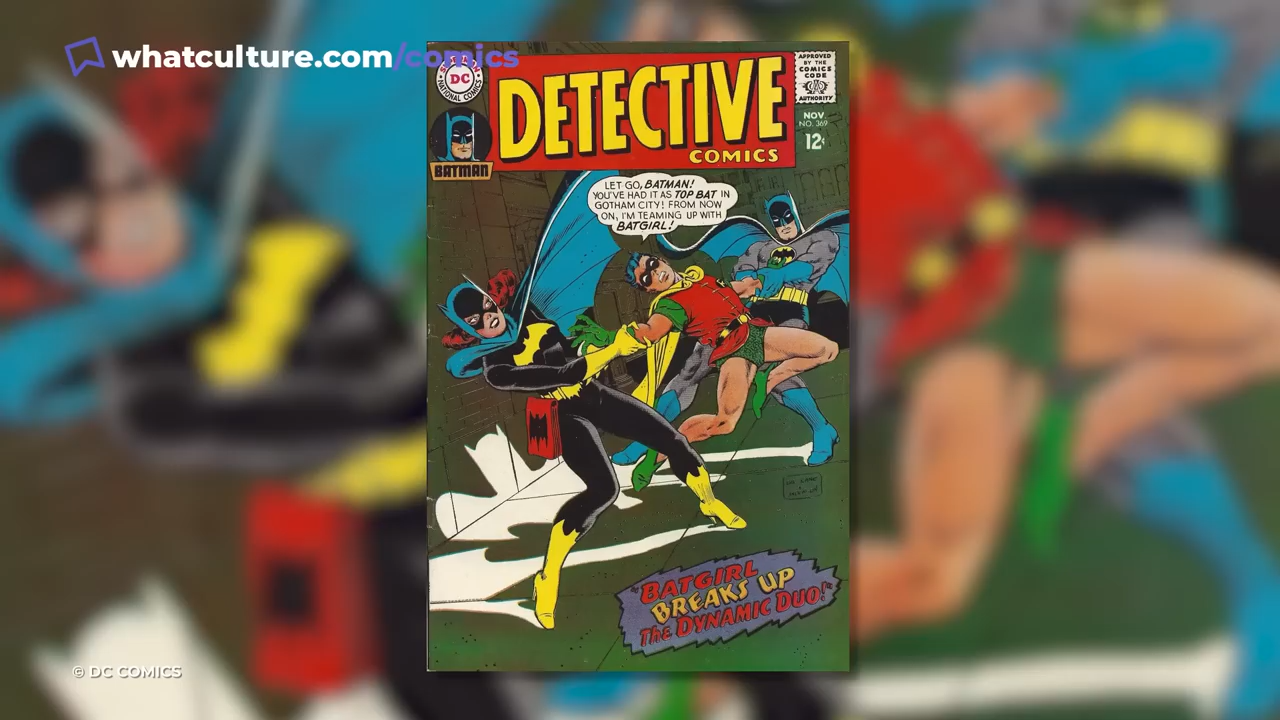 whatculture.com/comics
DC
NATIONAL COMICS
BATMAN
DETECTIVE
COMICS
APPROVED
BY THE
COMICS
CODE
AUTHORITY
NOV.
NO. 369
12¢
LET GO, BATMAN!
YOU'VE HAD IT AS TOP BAT IN
GOTHAM CITY! FROM NOW
ON, I'M TEAMING UP WITH
BATGIRL!
"BATGIRL
BREAKS UP
THE DYNAMIC DUO!"
© DC COMICS